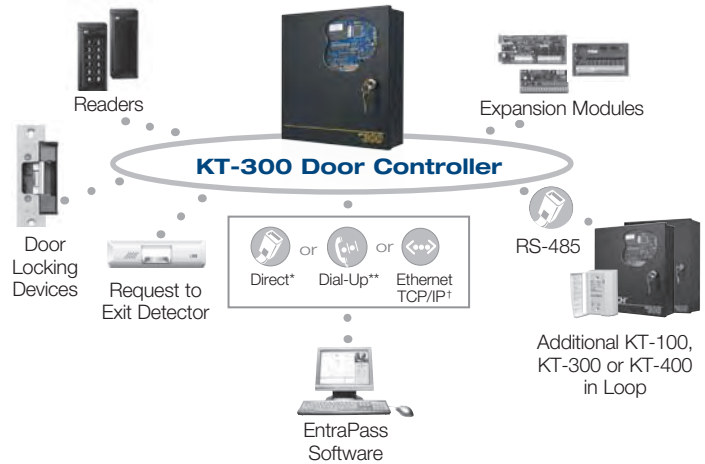 Readers
Expansion Modules
KT-300 Door Controller
Door
Locking
Devices
Request to
Exit Detector
or
or
Direct*
Dial-Up**
Ethernet
TCP/IP†
RS-485
Additional KT-100,
KT-300 or KT-400
in Loop
EntraPass
Software